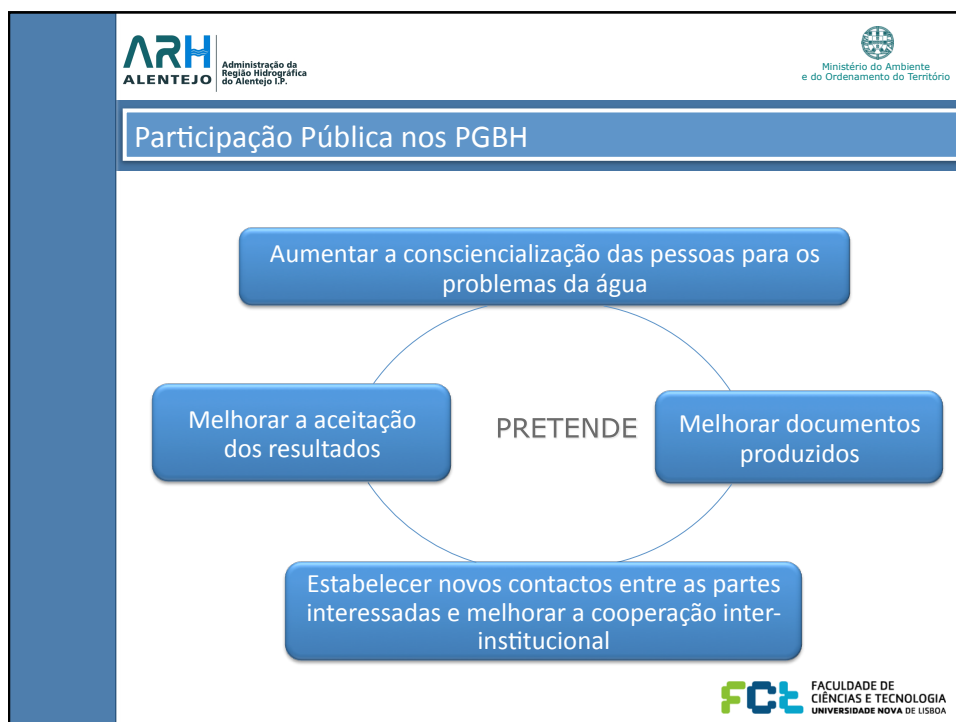 ARH
ALENTEJO
Administração da
Região Hidrográfica
do Alentejo I.P.
Ministério do Ambiente
e do Ordenamento do Território
Participação Pública nos PGBH
Aumentar a consciencialização das pessoas para os
problemas da água
Melhorar a aceitação
dos resultados
PRETENDE
Melhorar documentos
produzidos
Estabelecer novos contactos entre as partes
interessadas e melhorar a cooperação inter-
institucional
FCt
FACULDADE DE
CIÊNCIAS E TECNOLOGIA
UNIVERSIDADE NOVA DE LISBOA